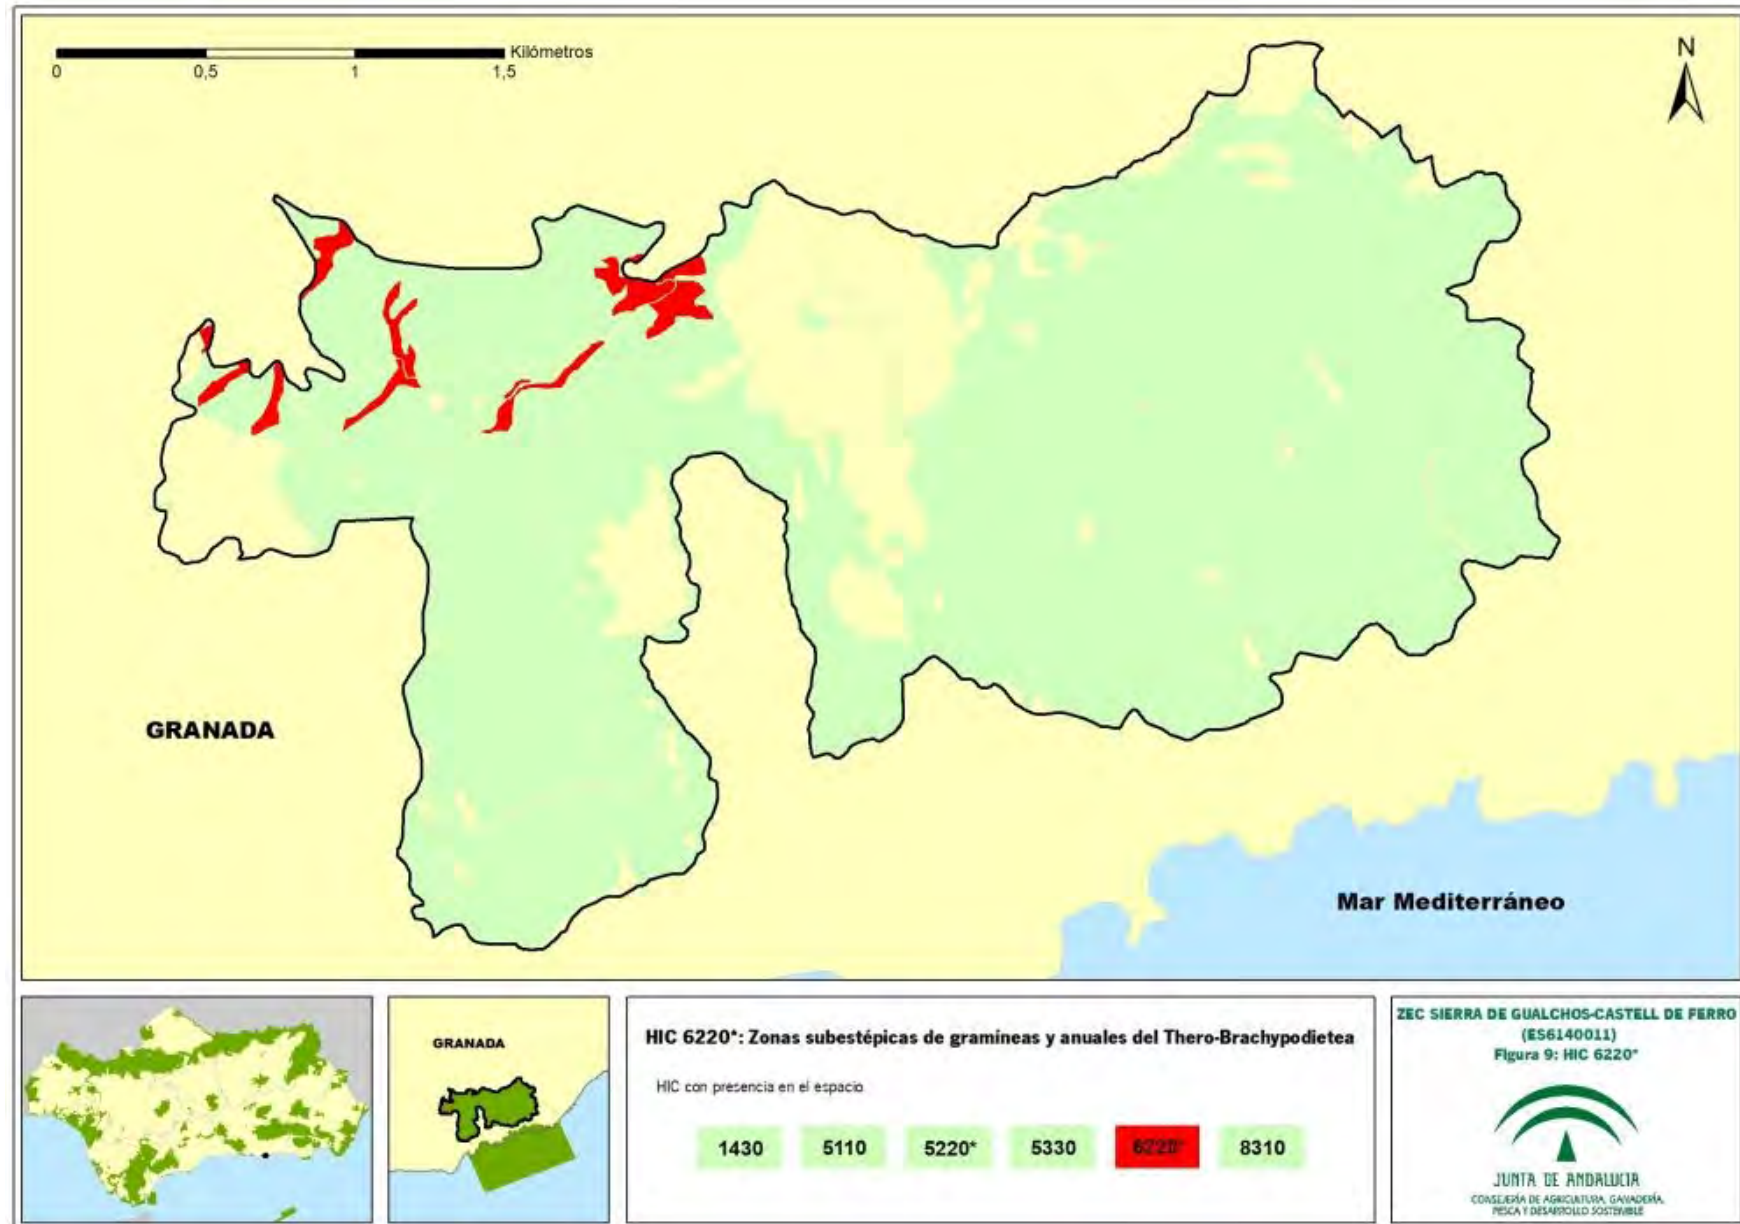 Kilómetros
0 0,5 1 1,5
N
GRANADA
Mar Mediterráneo
GRANADA
HIC 6220*: Zonas subestépicas de gramíneas y anuales del Thero-Brachypodietea
HIC con presencia en el espacio
1430 5110 5220* 5330 6220* 8310
ZEC SIERRA DE GUALCHOS-CASTELL DE FERRO
(ES6140011)
Figura 9: HIC 6220*
JUNTA DE ANDALUCIA
CONSEJERÍA DE AGRICULTURA, GANADERÍA,
PESCA Y DESARROLLO SOSTENIBLE